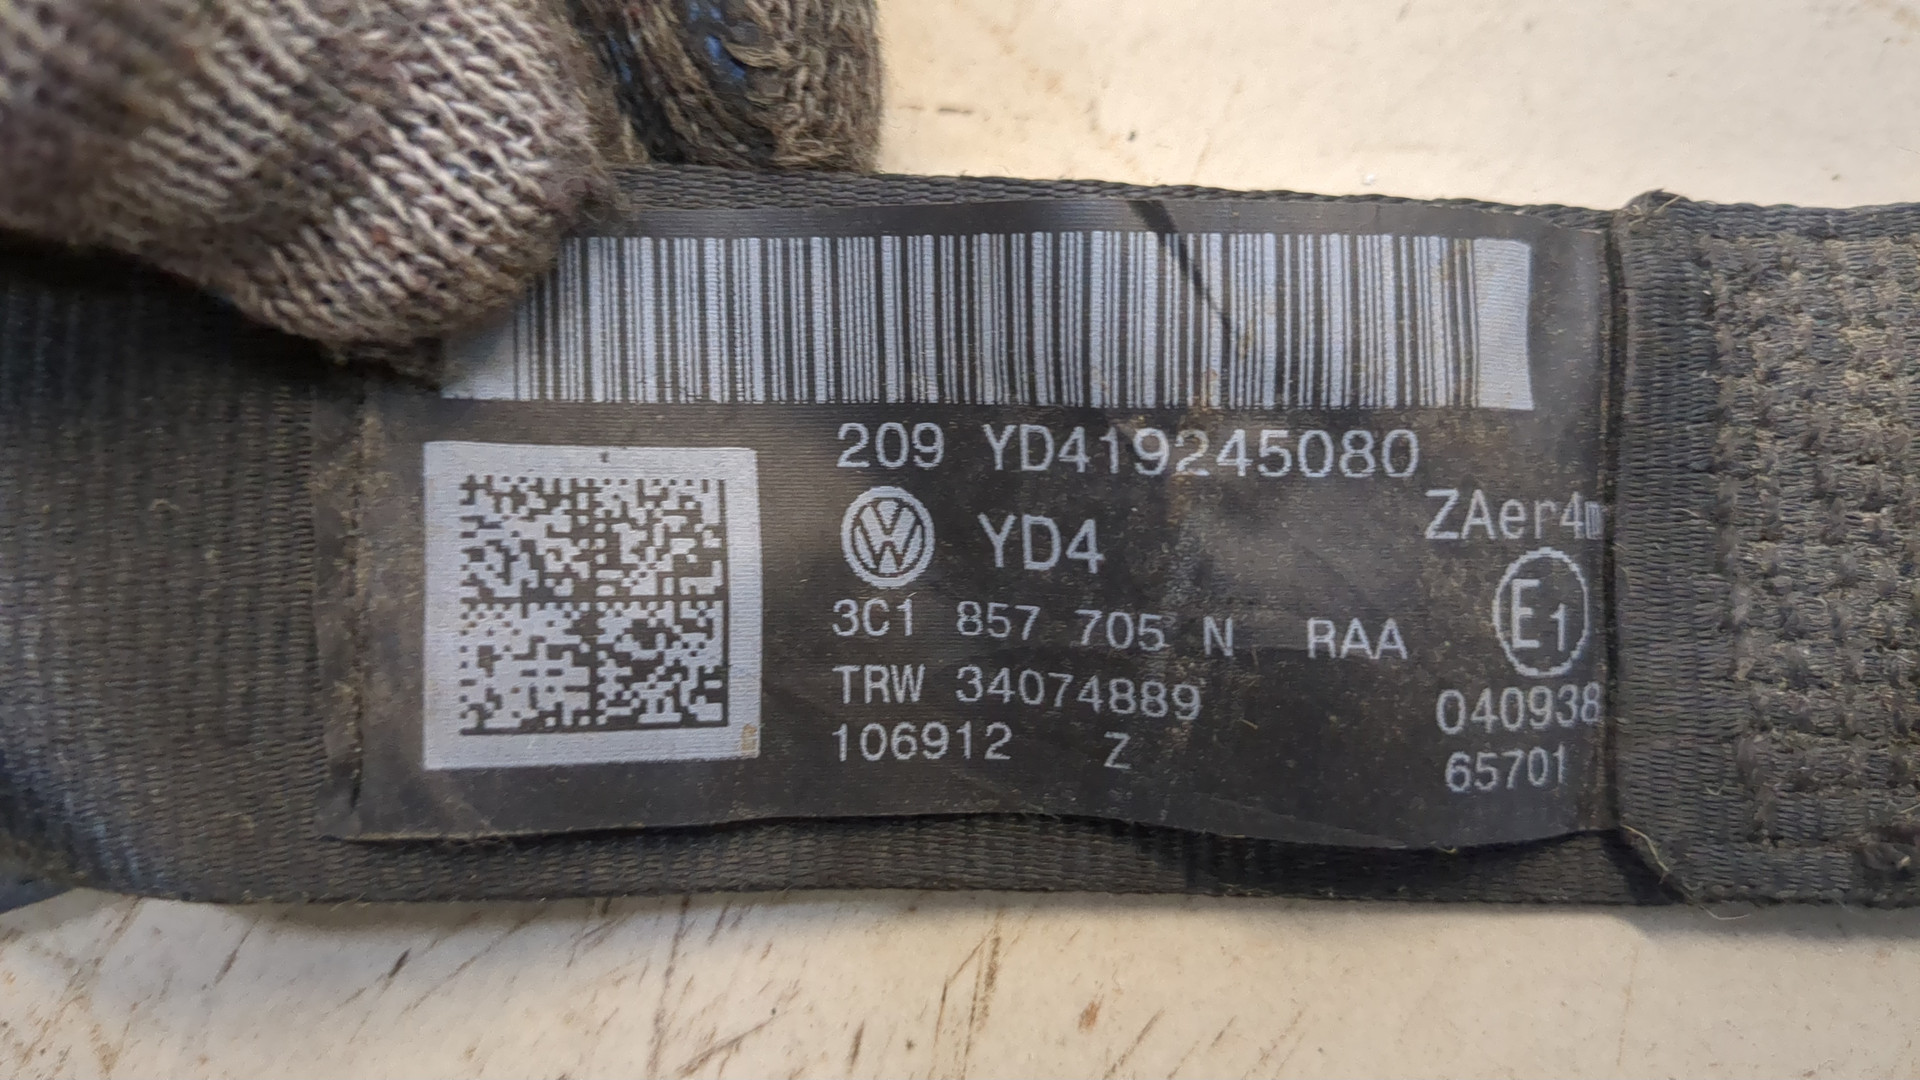 209 YD419245080
VW YD4 ZAer4m
3C1 857 705 N RAA E1
TRW 34074889 040938
106912 Z 65701